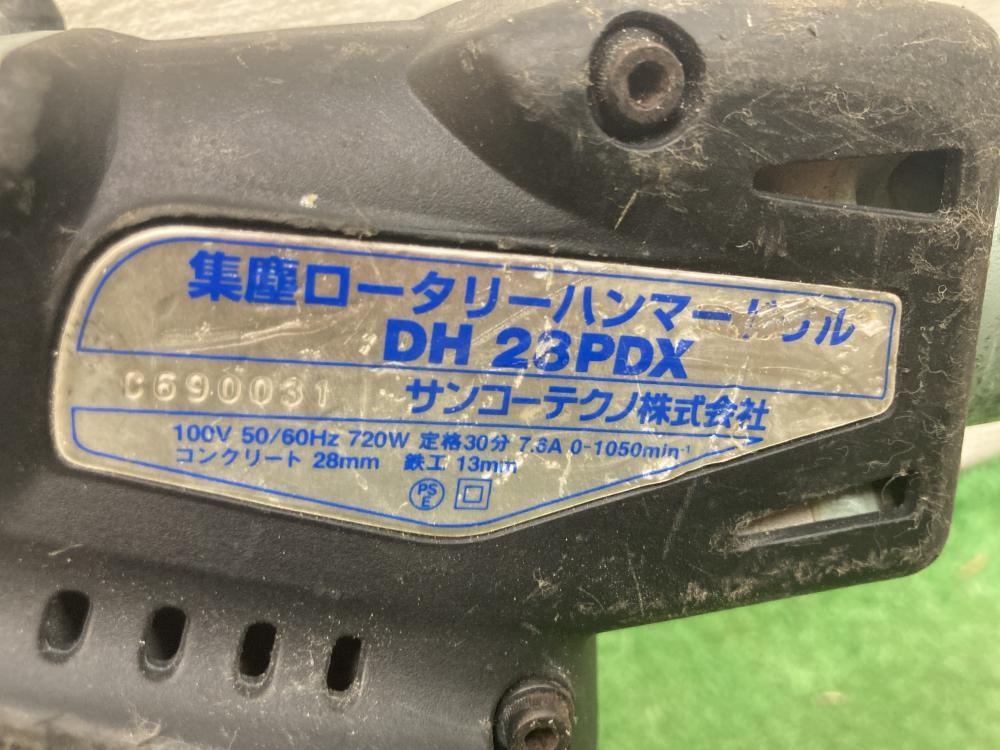 集塵ロータリーハンマードリル
DH 28PDX
C690031 サンコーテクノ株式会社
100V 50/60Hz 720W 定格30分 7.6A 0-1050min⁻¹
コンクリート 28mm 鉄工 13mm
PSE